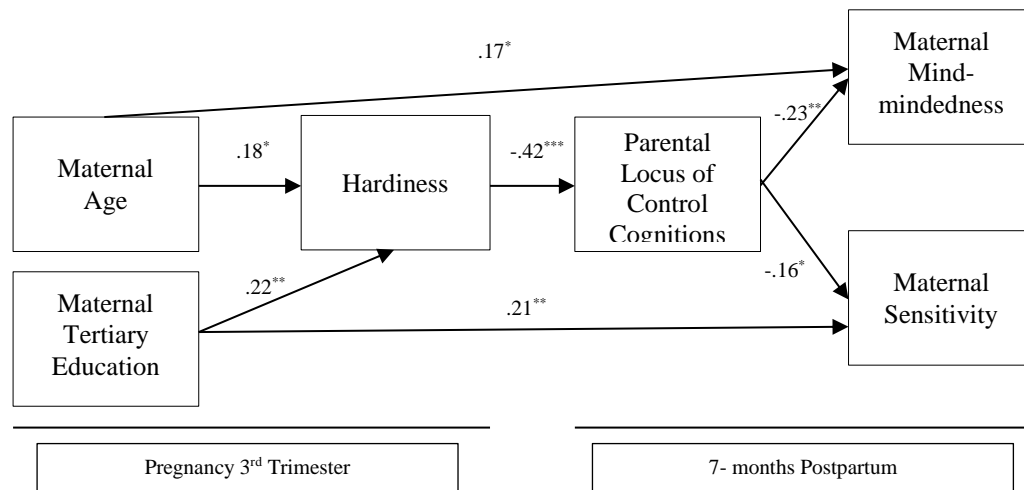 .17*
Maternal
Mind-
mindedness
Maternal
Age
.18*
Hardiness
-.42***
Parental
Locus of
Control
Cognitions
-.23**
Maternal
Tertiary
Education
.22**
.21**
-.16*
Maternal
Sensitivity
Pregnancy 3rd Trimester
7- months Postpartum